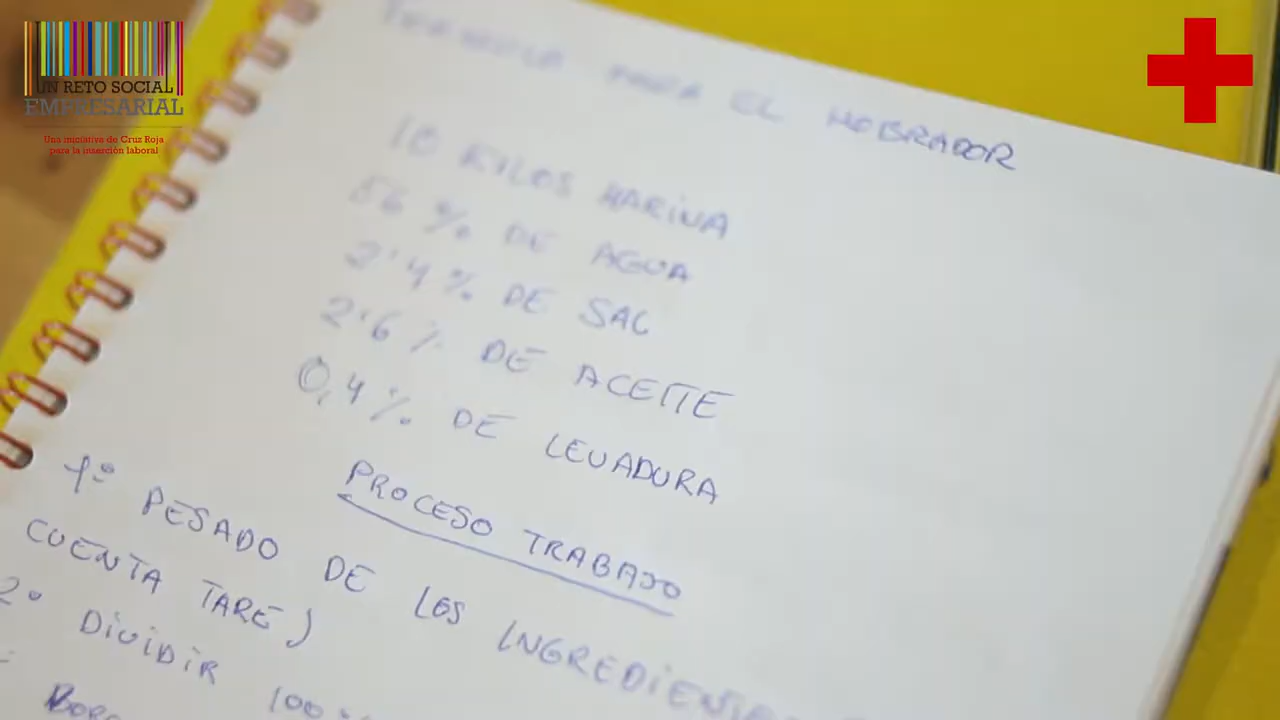 UN RETO SOCIAL
EMPRESARIAL
Una iniciativa de Cruz Roja
para la inserción laboral
FORMULA PARA EL HOBRADOR
10 KILOS HARINA
56 % DE AGUA
2'4 % DE SAL
2'6 % DE ACEITE
0,4 % DE LEVADURA
PROCESO TRABAJO
1º PESADO DE LOS INGREDIENTES
CUENTA TARE)
2º DIVIDIR 100%